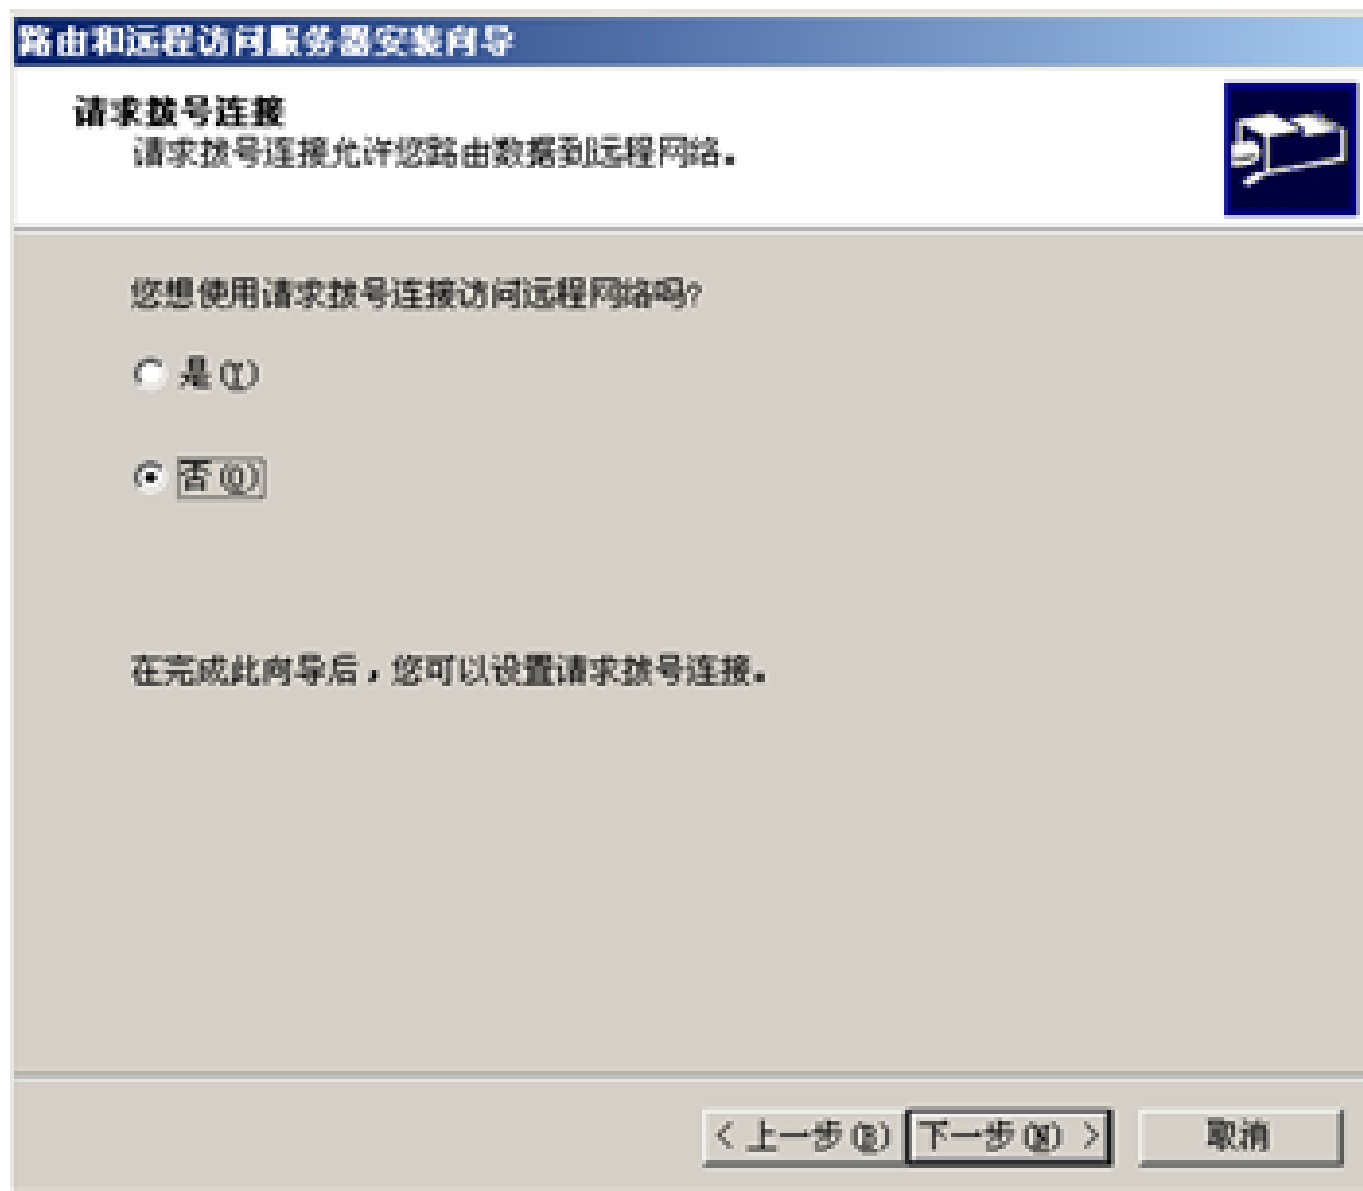 路由和远程访问服务器安装向导
请求拨号连接
请求拨号连接允许您路由数据到远程网络。
您想使用请求拨号连接访问远程网络吗?
是(Y)
否(O)
在完成此向导后，您可以设置请求拨号连接。
< 上一步(B) 下一步(N) > 取消